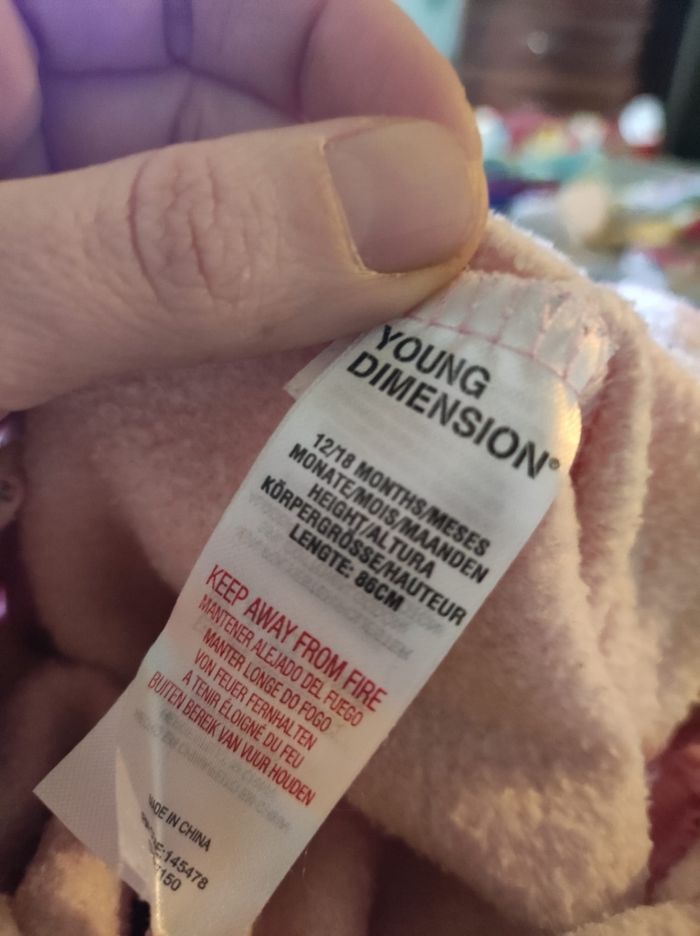 YOUNG
DIMENSION®
12/18 MONTHS/MESES
MONATE/MOIS/MAANDEN
HEIGHT/ALTURA
KÖRPERGRÖSSE/HAUTEUR
LENGTE: 86CM
KEEP AWAY FROM FIRE
MANTENER ALEJADO DEL FUEGO
MANTER LONGE DO FOGO
VON FEUER FERNHALTEN
A TENIR ÉLOIGNÉ DU FEU
BUITEN BEREIK VAN VUUR HOUDEN
MADE IN CHINA
145478